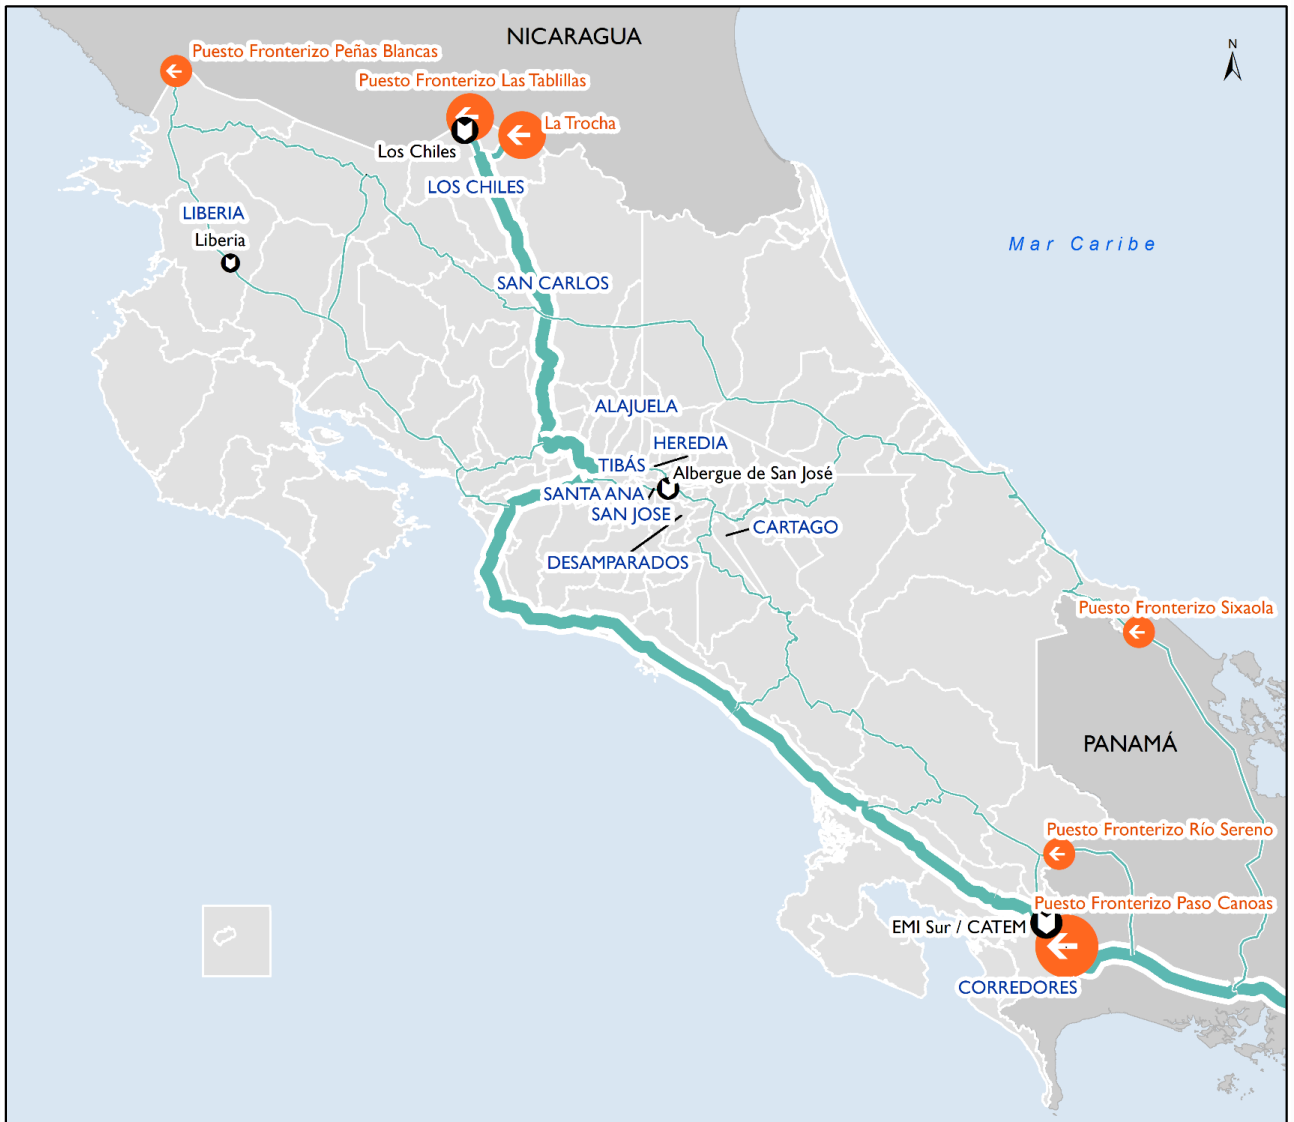 NICARAGUA
N
Puesto Fronterizo Peñas Blancas
Puesto Fronterizo Las Tablillas
La Trocha
Los Chiles
LOS CHILES
LIBERIA
Liberia
Mar Caribe
SAN CARLOS
ALAJUELA
HEREDIA
TIBÁS
Albergue de San José
SANTA ANA
SAN JOSE
CARTAGO
DESAMPARADOS
Puesto Fronterizo Sixaola
PANAMÁ
Puesto Fronterizo Río Sereno
Puesto Fronterizo Paso Canoas
EMI Sur / CATEM
CORREDORES